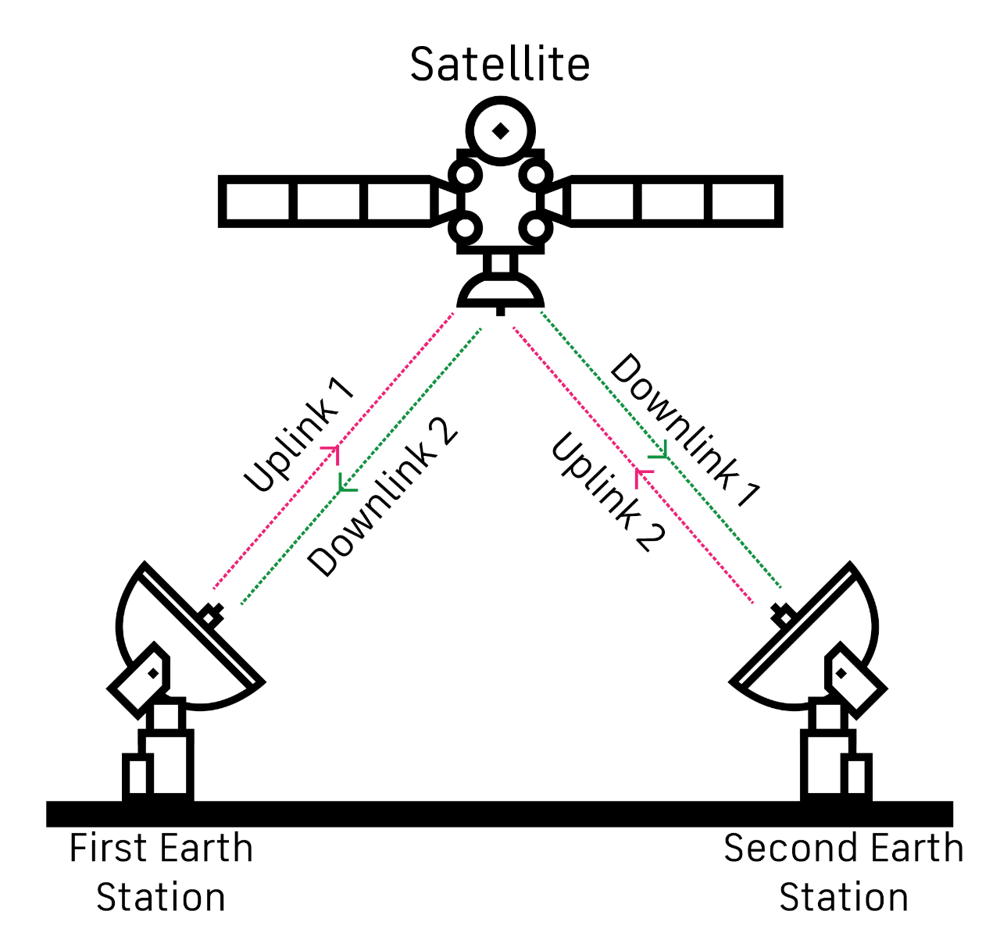 Satellite
Uplink 1
Downlink 2
Uplink 2
Downlink 1
First Earth
Station
Second Earth
Station